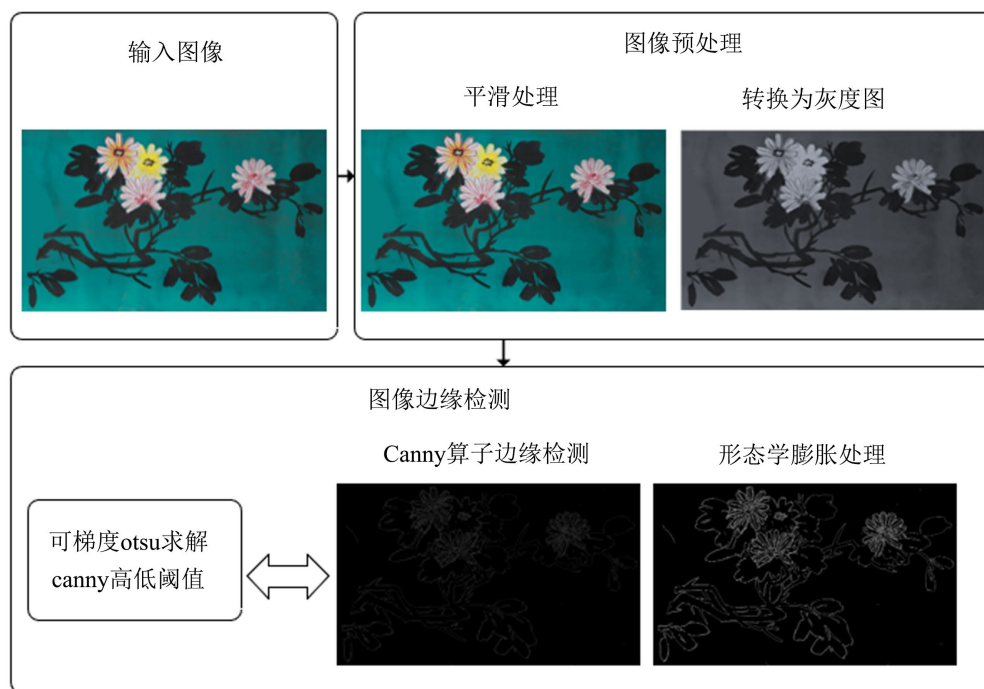 输入图像
图像预处理
平滑处理
转换为灰度图
图像边缘检测
Canny算子边缘检测
形态学膨胀处理
可梯度otsu求解
canny高低阈值